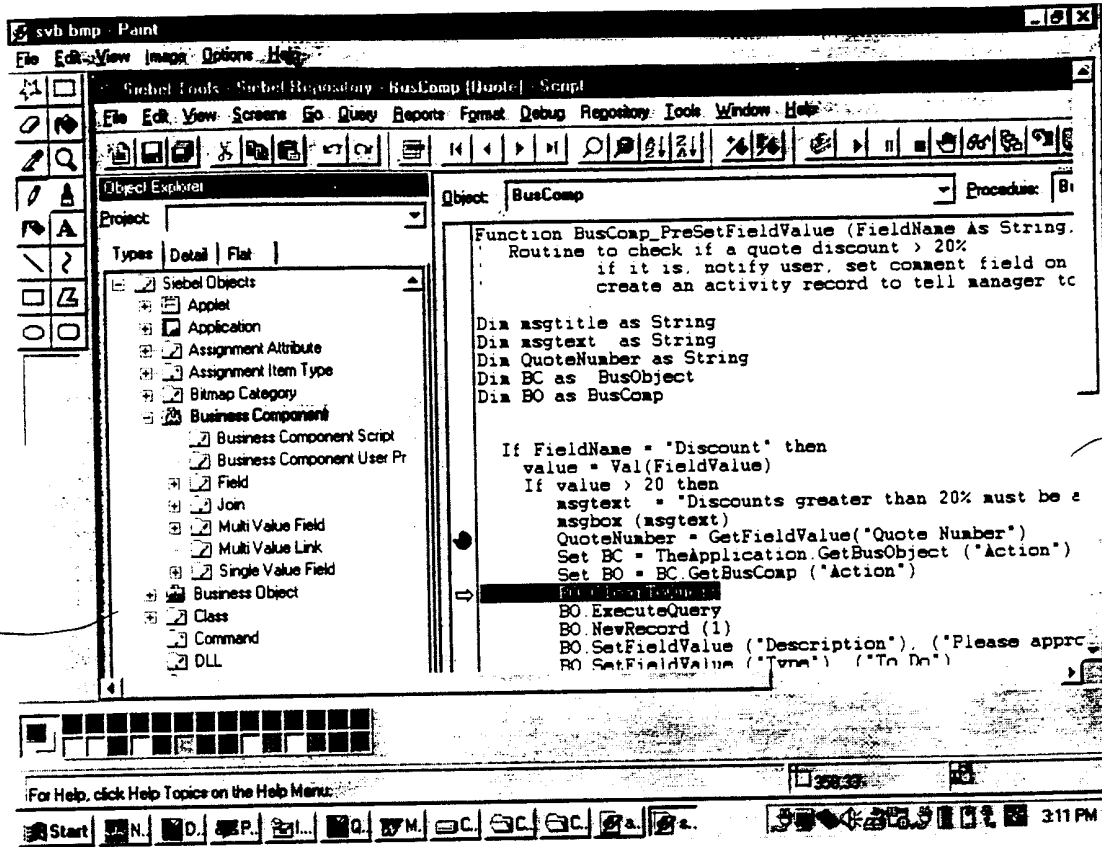 svb bmp - Paint
File Edit View Image Options Help
Siebel Tools - Siebel Repository - BusComp [Quote] - Script
File Edit View Screens Go Query Reports Format Debug Repository Tools Window Help
Object Explorer
Project:
Types Detail Flat
Siebel Objects
Applet
Application
Assignment Attribute
Assignment Item Type
Bitmap Category
Business Component
Business Component Script
Business Component User Pr
Field
Join
Multi Value Field
Multi Value Link
Single Value Field
Business Object
Class
Command
DLL
Object: BusComp Procedure:
Function BusComp_PreSetFieldValue (FieldName As String,
' Routine to check if a quote discount > 20%
' if it is, notify user, set comment field on
' create an activity record to tell manager to
Dim msgtitle as String
Dim msgtext as String
Dim QuoteNumber as String
Dim BC as BusObject
Dim BO as BusComp
If FieldName = "Discount" then
value = Val(FieldValue)
If value > 20 then
msgtext = "Discounts greater than 20% must be a
msgbox (msgtext)
QuoteNumber = GetFieldValue("Quote Number")
Set BC = TheApplication.GetBusObject ("Action")
Set BO = BC.GetBusComp ("Action")
BO.ExecuteQuery
BO.NewRecord (1)
BO.SetFieldValue ("Description"), ("Please appro
BO.SetFieldValue ("Type"), ("To Do")
For Help, click Help Topics on the Help Menu.
358,33
Start N.. D.. P.. I... Q.. M.. C.. C.. C.. a.. s.. 3:11 PM